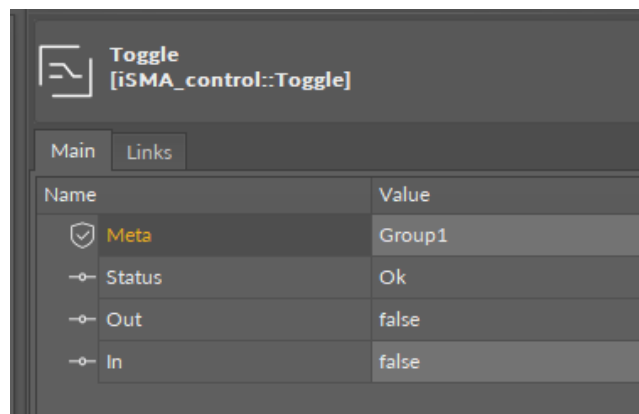 Toggle
[iSMA_control::Toggle]
Main Links
Name Value
Meta Group1
Status Ok
Out false
In false